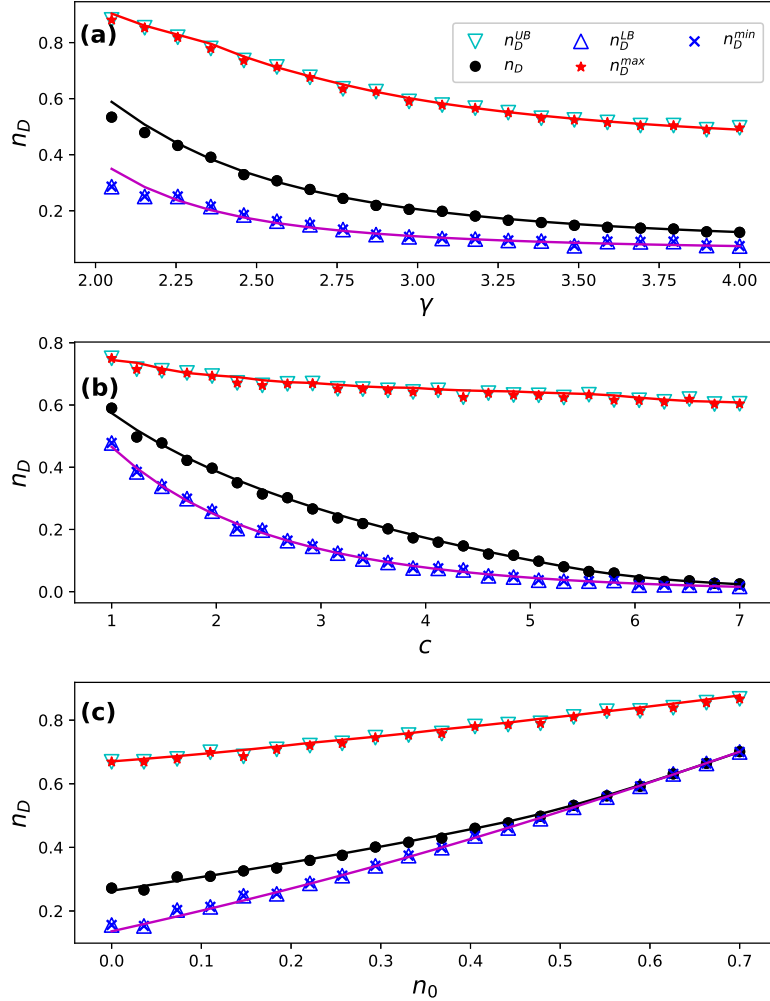 (a)
n_D^{UB} n_D^{LB} n_D^{min}
n_D n_D^{max}
0.8
0.6
0.4
0.2
n_D
2.00 2.25 2.50 2.75 3.00 3.25 3.50 3.75 4.00
γ
(b)
0.8
0.6
0.4
0.2
0.0
n_D
1 2 3 4 5 6 7
c
(c)
0.8
0.6
0.4
0.2
n_D
0.0 0.1 0.2 0.3 0.4 0.5 0.6 0.7
n_0